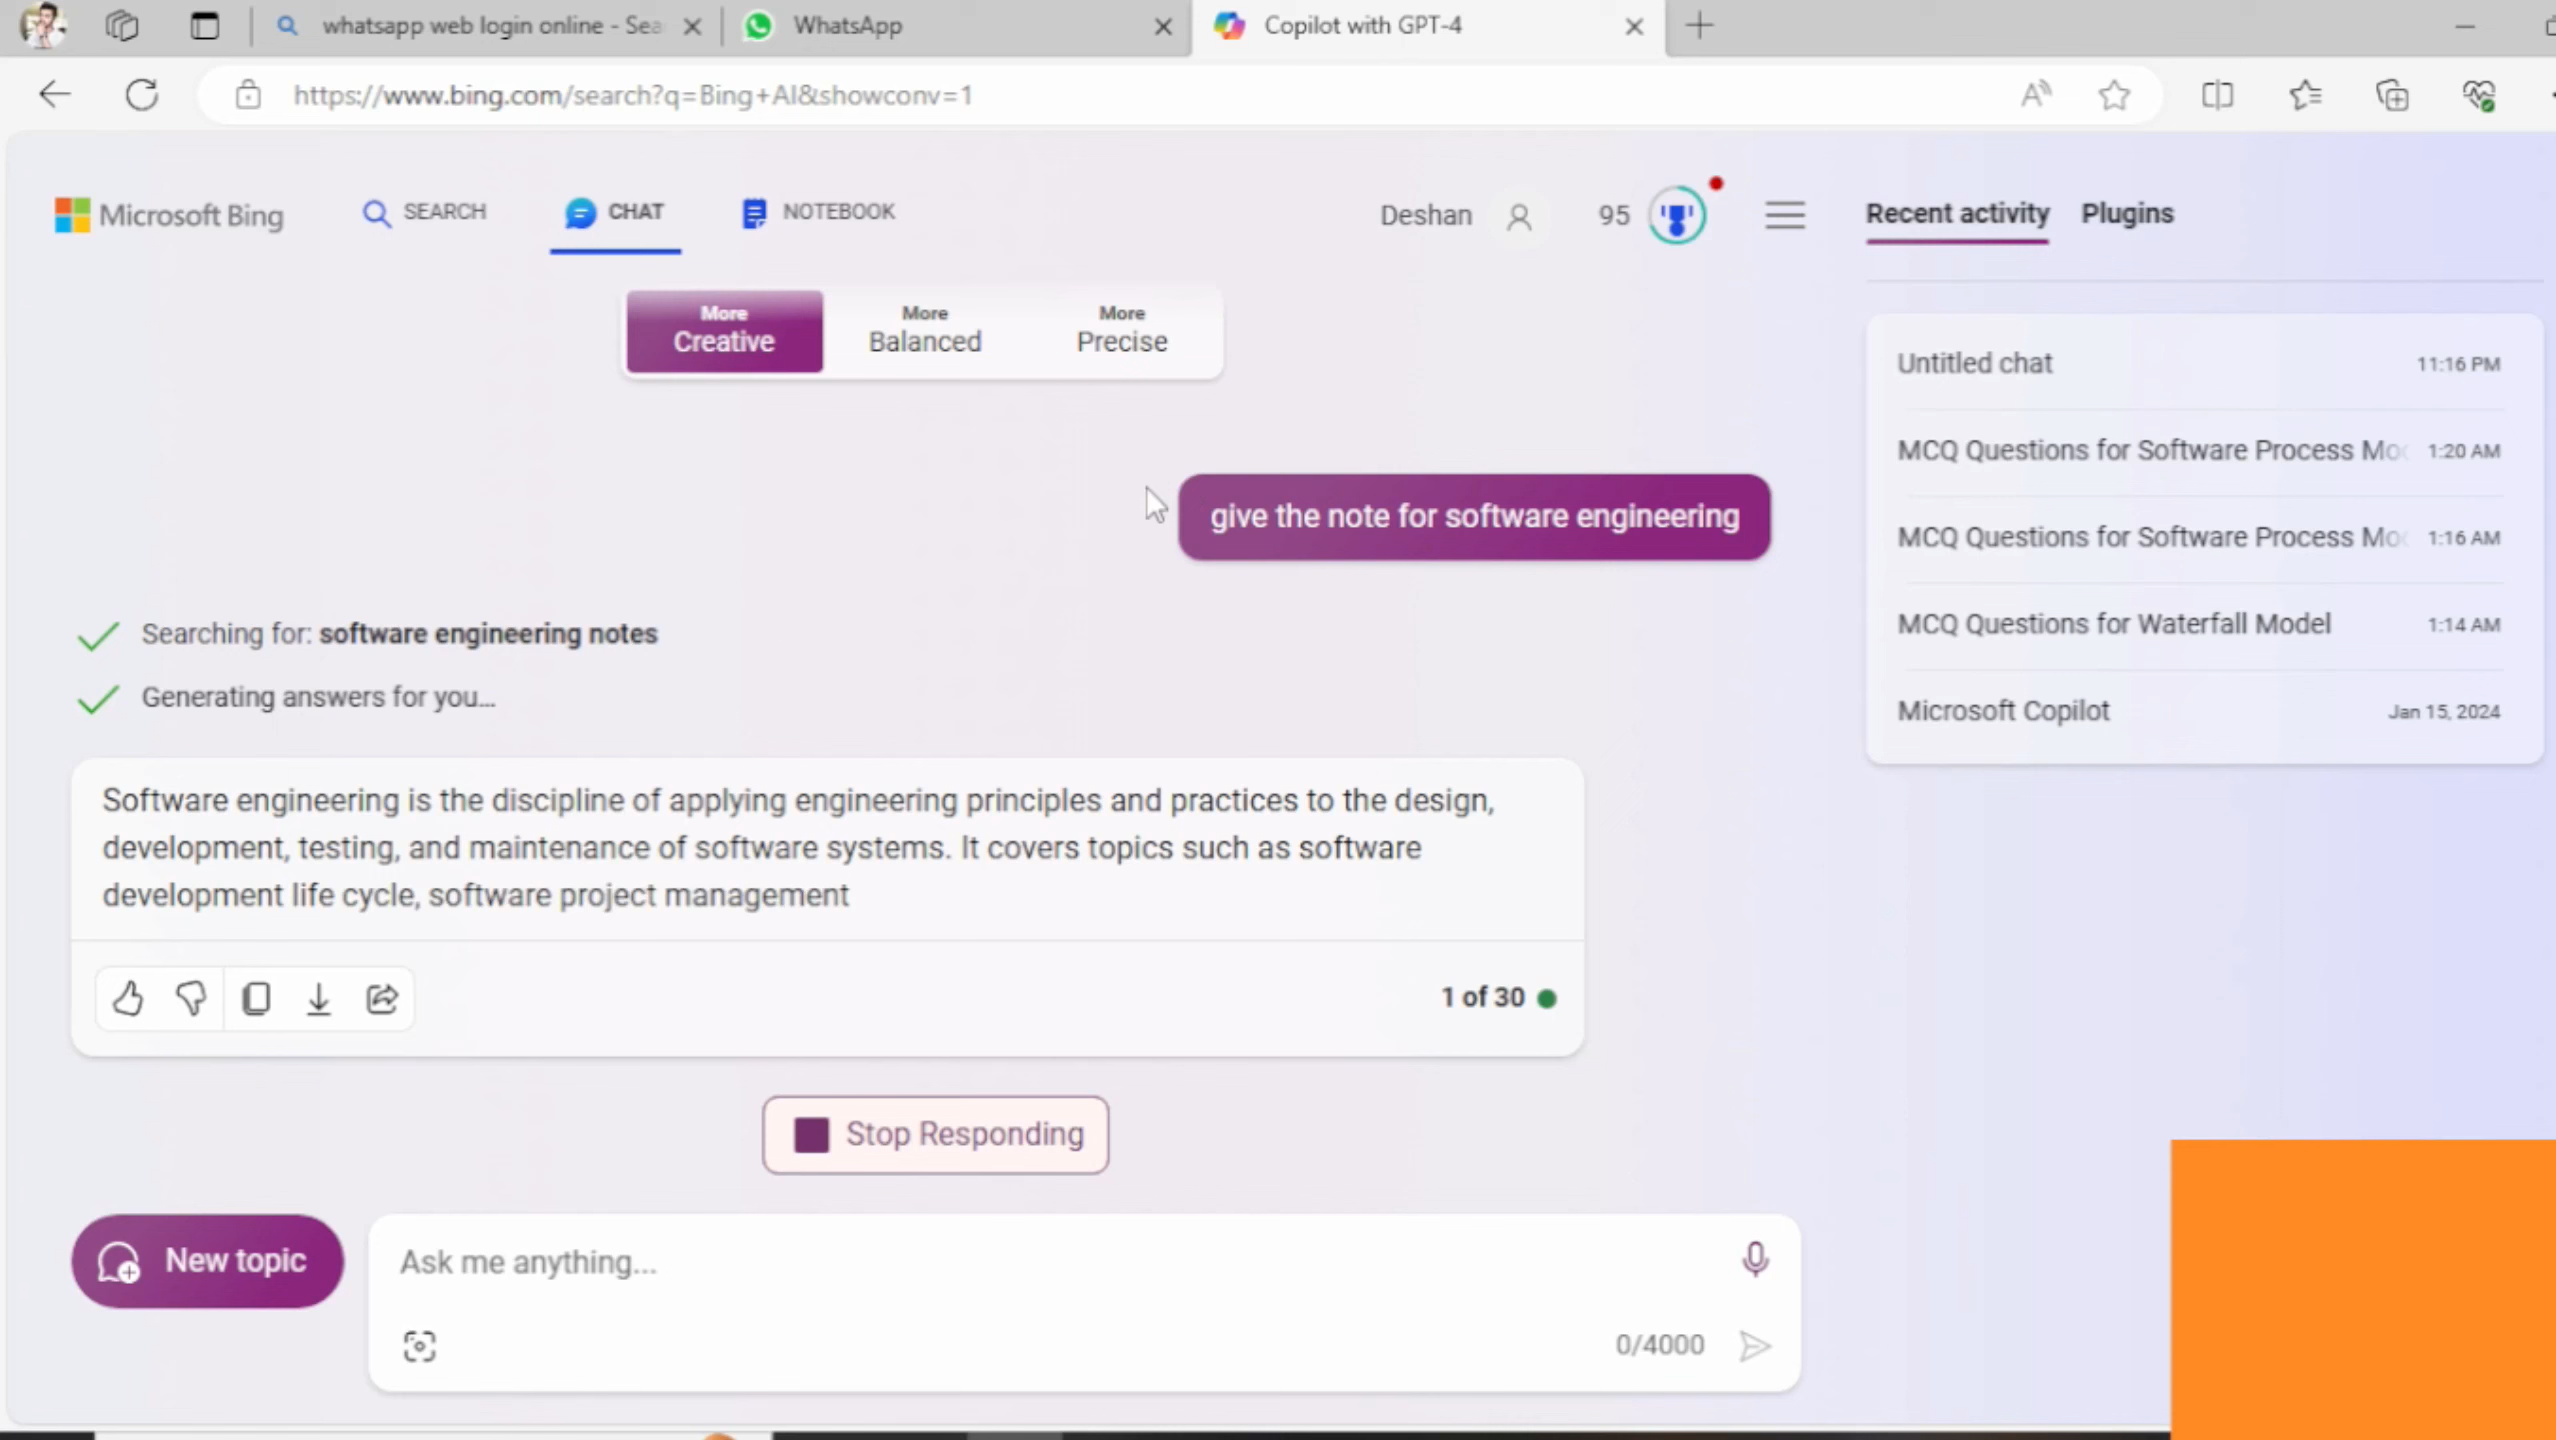 whatsapp web login online - Sea
WhatsApp
Copilot with GPT-4
https://www.bing.com/search?q=Bing+AI&showconv=1
Microsoft Bing
SEARCH
CHAT
NOTEBOOK
Deshan
95
Recent activity
Plugins
More
Creative
More
Balanced
More
Precise
give the note for software engineering
Untitled chat 11:16 PM
MCQ Questions for Software Process Mo 1:20 AM
MCQ Questions for Software Process Mo 1:16 AM
MCQ Questions for Waterfall Model 1:14 AM
Microsoft Copilot Jan 15, 2024
Searching for: software engineering notes
Generating answers for you...
Software engineering is the discipline of applying engineering principles and practices to the design,
development, testing, and maintenance of software systems. It covers topics such as software
development life cycle, software project management
1 of 30
Stop Responding
New topic
Ask me anything...
0/4000